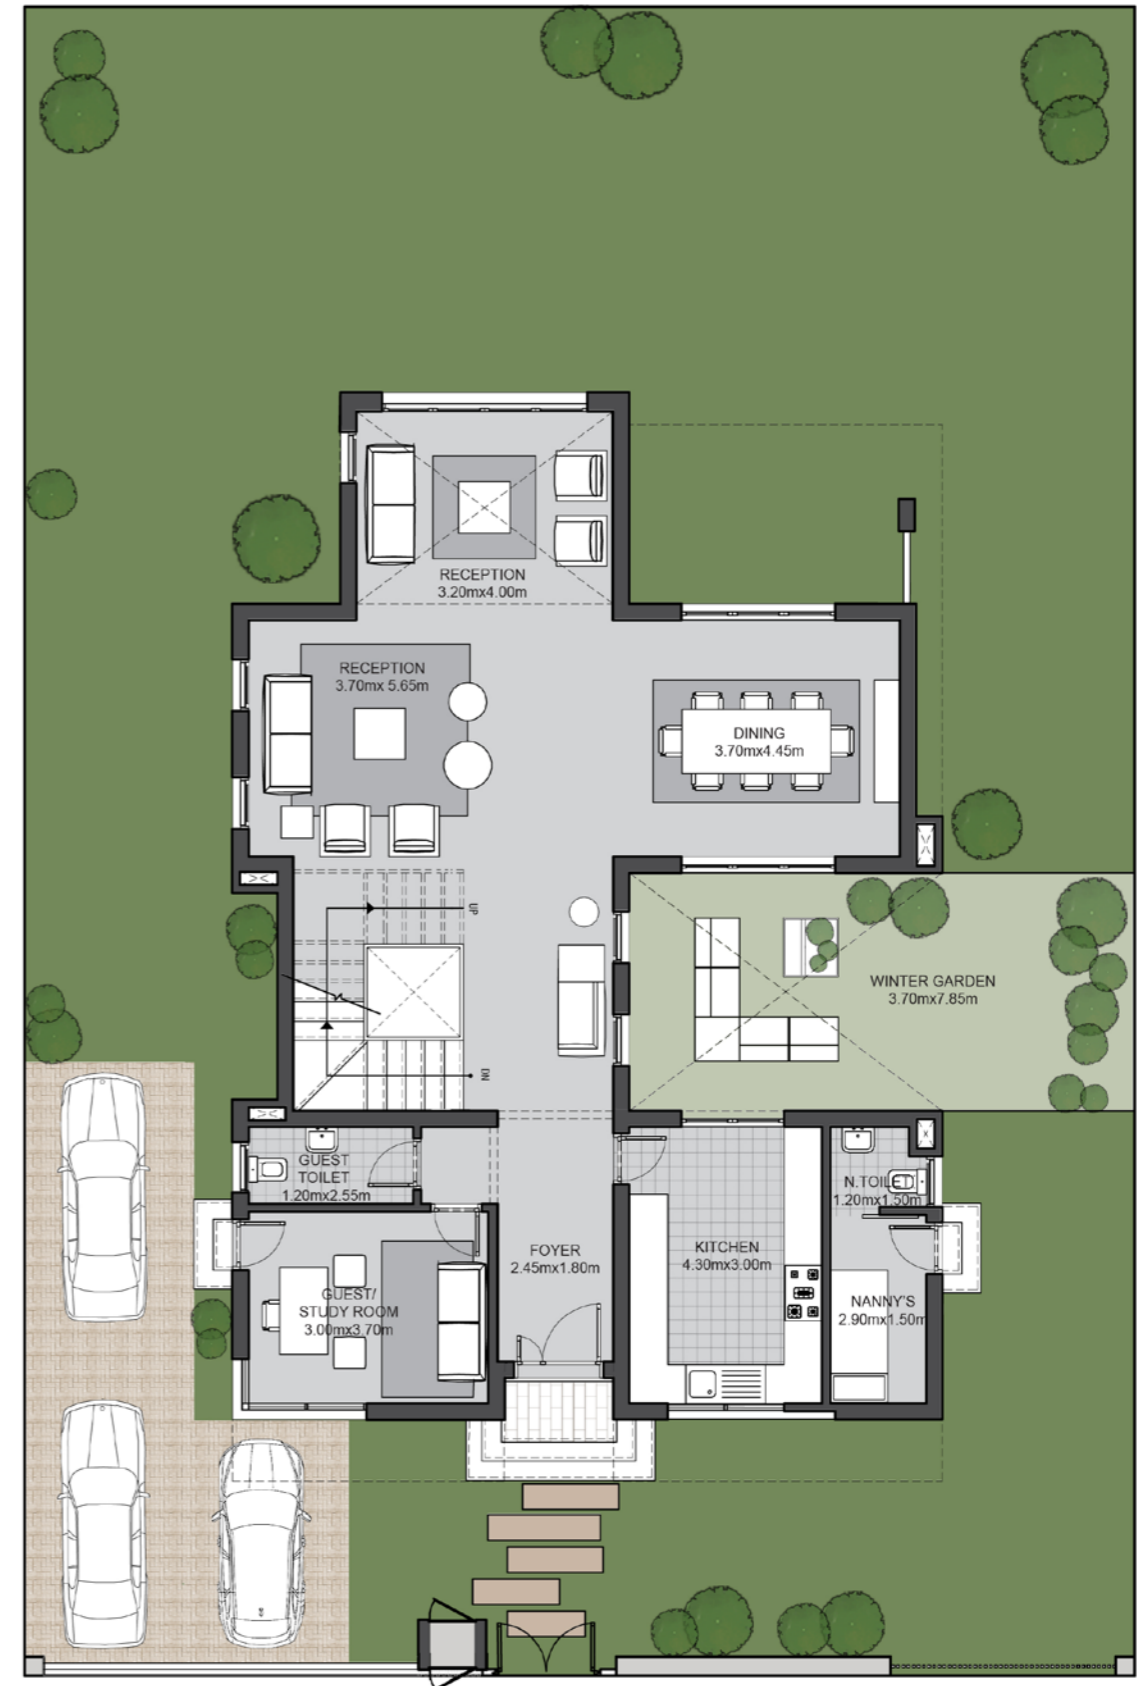 RECEPTION
3.20mx4.00m
RECEPTION
3.70mx 5.65m
DINING
3.70mx4.45m
UP
WINTER GARDEN
3.70mx7.85m
DN
GUEST
TOILET
1.20mx2.55m
N.TOILET
1.20mx1.50m
FOYER
2.45mx1.80m
KITCHEN
4.30mx3.00m
GUEST/
STUDY ROOM
3.00mx3.70m
NANNY'S
2.90mx1.50m